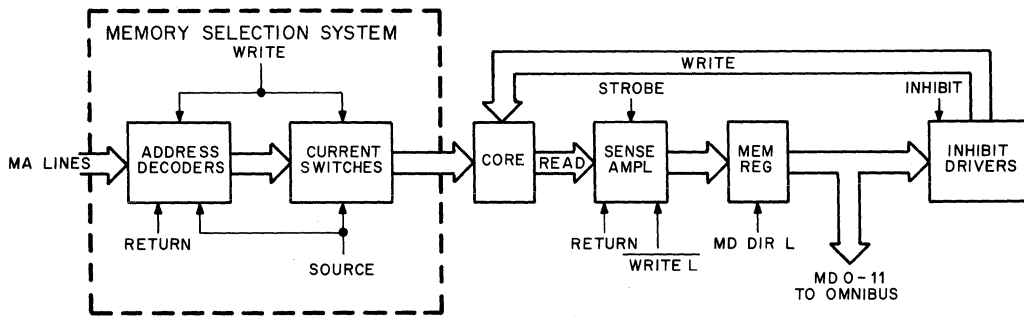 MEMORY SELECTION SYSTEM
WRITE
WRITE
STROBE
INHIBIT
MA LINES
ADDRESS
DECODERS
CURRENT
SWITCHES
CORE
READ
SENSE
AMPL
MEM
REG
INHIBIT
DRIVERS
RETURN
SOURCE
RETURN
WRITE L
MD DIR L
MD 0-11
TO OMNIBUS